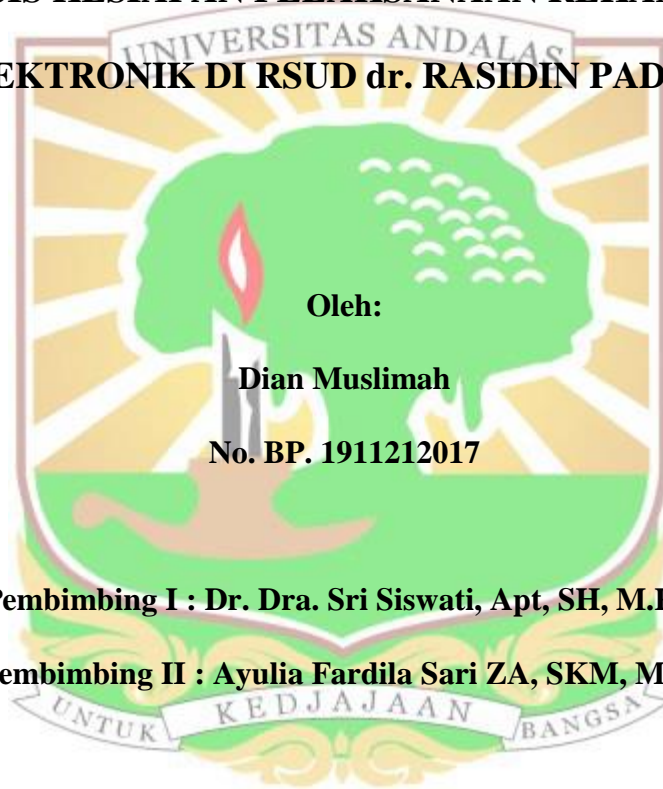 UNIVERSITAS ANDALAS
EKTRONIK DI RSUD dr. RASIDIN PAD
Oleh:
Dian Muslimah
No. BP. 1911212017
Pembimbing I : Dr. Dra. Sri Siswati, Apt, SH, M.
embimbing II : Ayulia Fardila Sari ZA, SKM, M
UNTUK KEDJAJAAN BANGSA